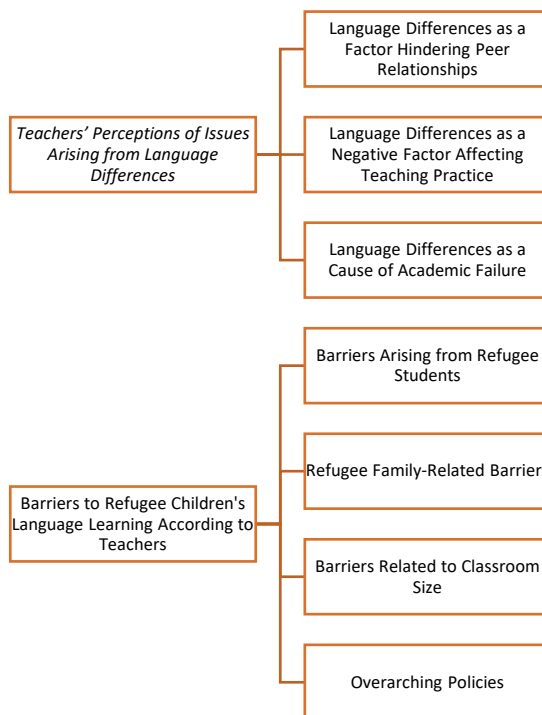 Language Differences as a
Factor Hindering Peer
Relationships
Teachers’ Perceptions of Issues
Arising from Language
Differences
Language Differences as a
Negative Factor Affecting
Teaching Practice
Language Differences as a
Cause of Academic Failure
Barriers Arising from Refugee
Students
Refugee Family-Related Barrier
Barriers to Refugee Children's
Language Learning According to
Teachers
Barriers Related to Classroom
Size
Overarching Policies